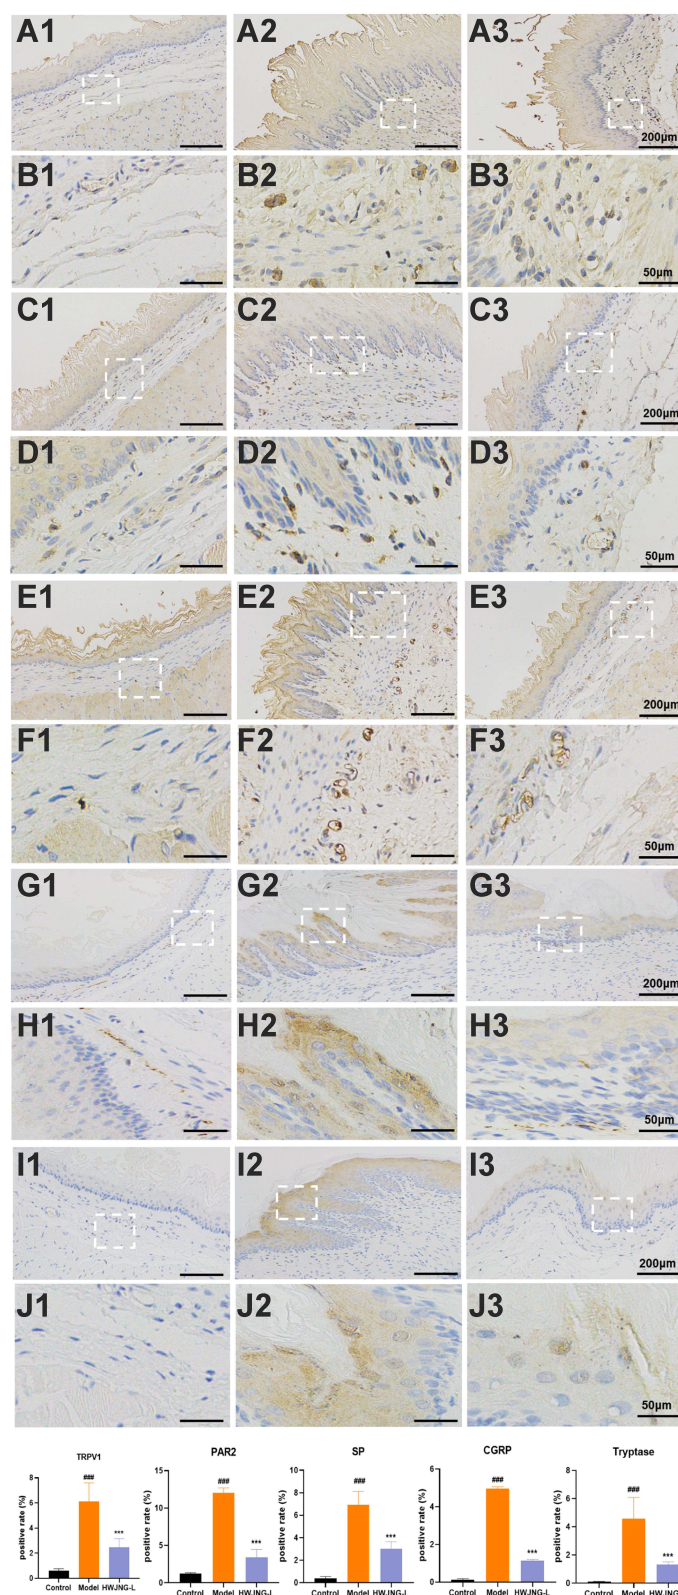 A1 A2 A3
200μm
B1 B2 B3
50μm
C1 C2 C3
200μm
D1 D2 D3
50μm
E1 E2 E3
200μm
F1 F2 F3
50μm
G1 G2 G3
200μm
H1 H2 H3
50μm
I1 I2 I3
200μm
J1 J2 J3
50μm
TRPV1
positive rate (%)
8
6
4
2
0
###
***
Control Model HWJNG-L
PAR2
positive rate (%)
15
10
5
0
###
***
Control Model HWJNG-L
SP
positive rate (%)
10
8
6
4
2
0
###
***
Control Model HWJNG-L
CGRP
positive rate (%)
6
4
2
0
###
***
Control Model HWJNG-L
Tryptase
positive rate (%)
8
6
4
2
0
###
***
Control Model HWJNG-L